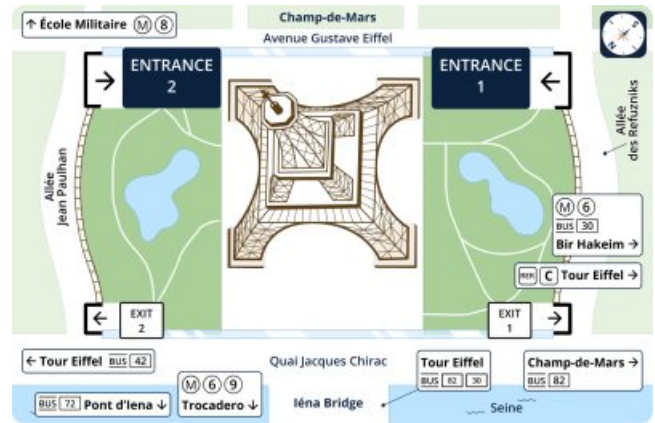 ↑ École Militaire M 8
Champ-de-Mars
Avenue Gustave Eiffel
N S
ENTRANCE
2
ENTRANCE
1
Allée
Jean Paulhan
Allée
des Refuzniks
M 6
BUS 30
Bir Hakeim →
RER C Tour Eiffel →
EXIT
2
EXIT
1
← Tour Eiffel BUS 42
Quai Jacques Chirac
Tour Eiffel
BUS 82 30
Champ-de-Mars →
BUS 82
BUS 72 Pont d'Iena ↓
M 6 9
Trocadero ↓
Iéna Bridge
Seine